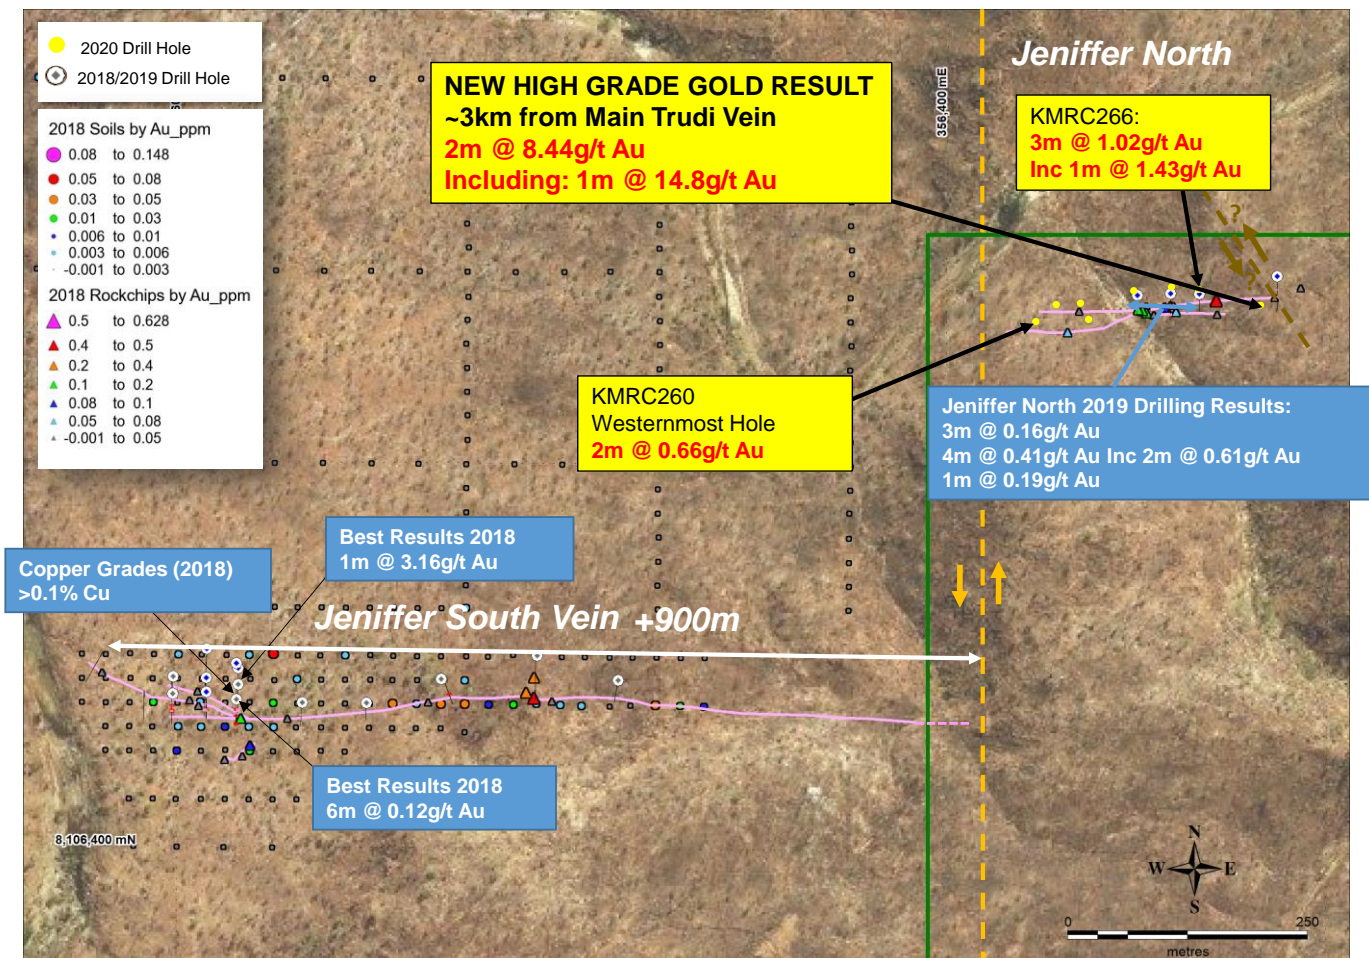 2020 Drill Hole
2018/2019 Drill Hole
2018 Soils by Au_ppm
0.08 to 0.148
0.05 to 0.08
0.03 to 0.05
0.01 to 0.03
0.006 to 0.01
0.003 to 0.006
-0.001 to 0.003
2018 Rockchips by Au_ppm
0.5 to 0.628
0.4 to 0.5
0.2 to 0.4
0.1 to 0.2
0.08 to 0.1
0.05 to 0.08
-0.001 to 0.05
NEW HIGH GRADE GOLD RESULT
~3km from Main Trudi Vein
2m @ 8.44g/t Au
Including: 1m @ 14.8g/t Au
356,400 mE
Jeniffer North
KMRC266:
3m @ 1.02g/t Au
Inc 1m @ 1.43g/t Au
?
?
KMRC260
Westernmost Hole
2m @ 0.66g/t Au
Jeniffer North 2019 Drilling Results:
3m @ 0.16g/t Au
4m @ 0.41g/t Au Inc 2m @ 0.61g/t Au
1m @ 0.19g/t Au
Best Results 2018
1m @ 3.16g/t Au
Copper Grades (2018)
>0.1% Cu
Jeniffer South Vein +900m
Best Results 2018
6m @ 0.12g/t Au
8,106,400 mN
N
W
E
S
0
250
metres